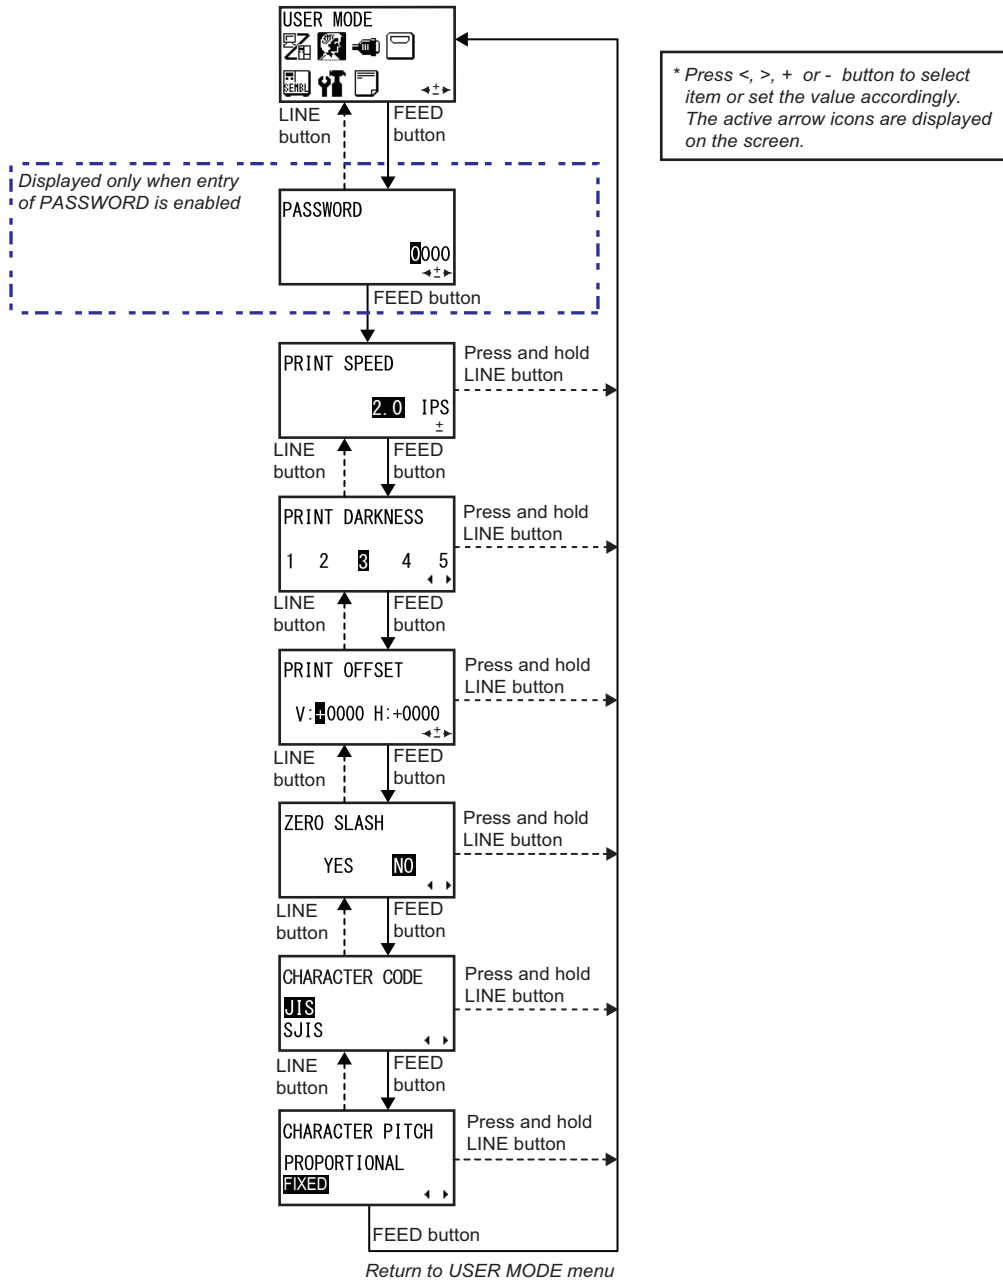 USER MODE
SEMBL
LINE
button
FEED
button
* Press <, >, + or - button to select
item or set the value accordingly.
The active arrow icons are displayed
on the screen.
Displayed only when entry
of PASSWORD is enabled
PASSWORD
0000
FEED button
PRINT SPEED
2.0 IPS
Press and hold
LINE button
LINE
button
FEED
button
PRINT DARKNESS
1 2 3 4 5
Press and hold
LINE button
LINE
button
FEED
button
PRINT OFFSET
V:+0000 H:+0000
Press and hold
LINE button
LINE
button
FEED
button
ZERO SLASH
YES NO
Press and hold
LINE button
LINE
button
FEED
button
CHARACTER CODE
JIS
SJIS
Press and hold
LINE button
LINE
button
FEED
button
CHARACTER PITCH
PROPORTIONAL
FIXED
Press and hold
LINE button
FEED button
Return to USER MODE menu